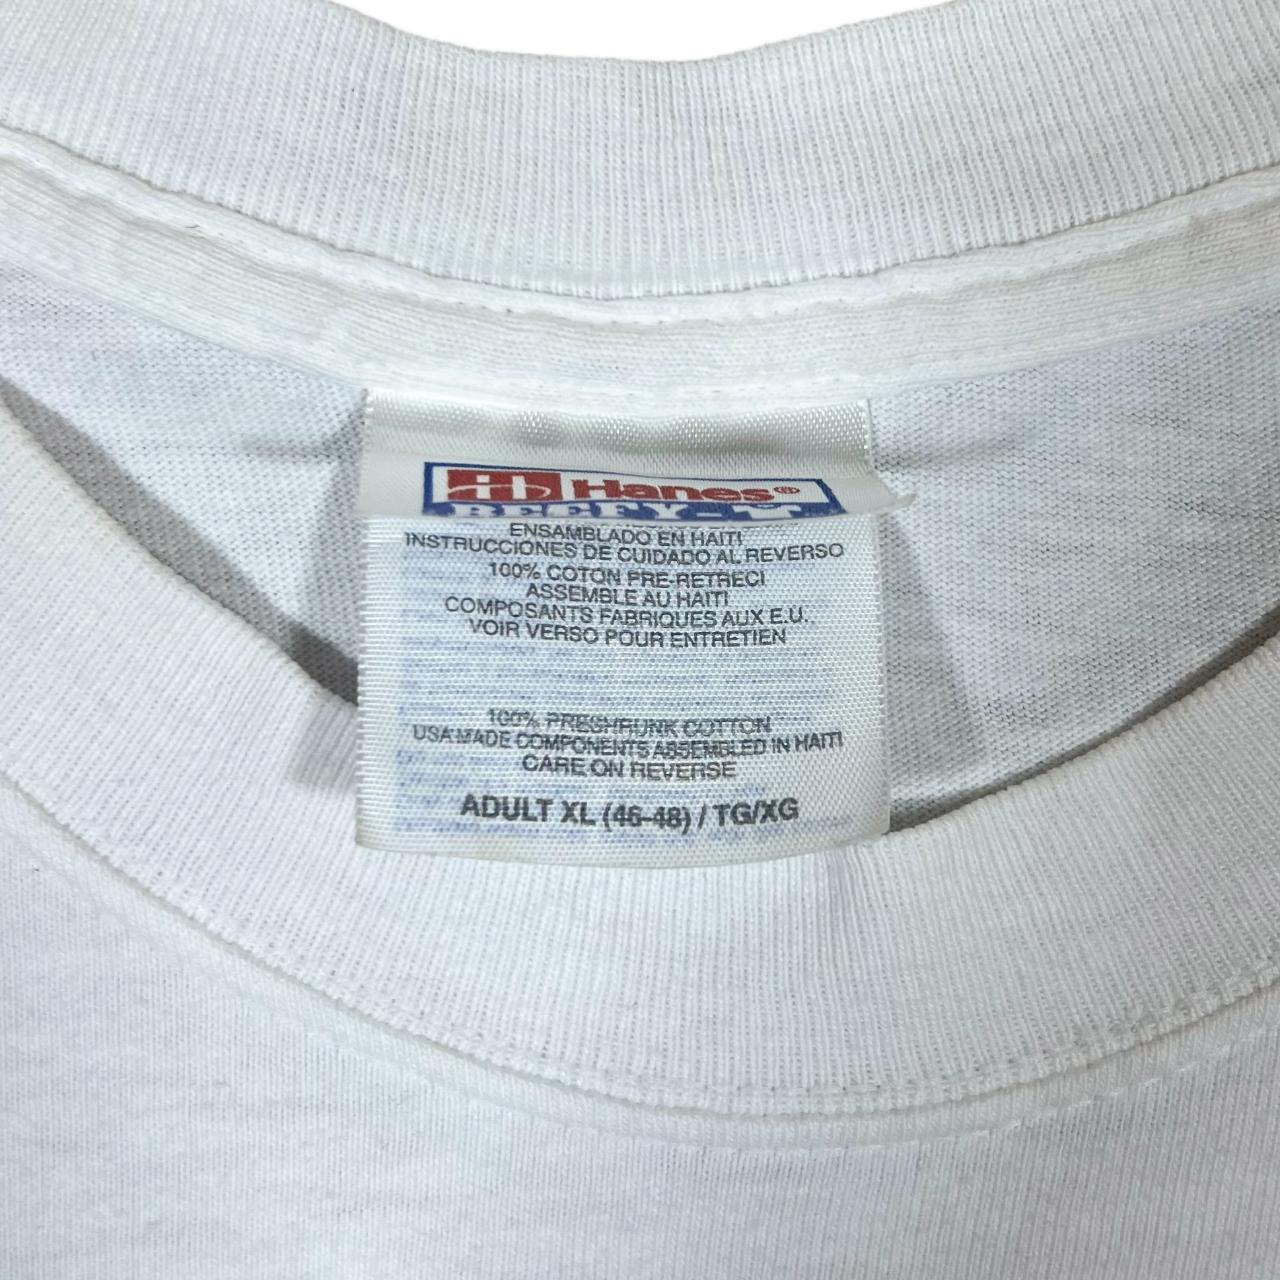 Hanes®
BEEFY-T
ENSAMBLADO EN HAITI
INSTRUCCIONES DE CUIDADO AL REVERSO
100% COTON PRE-RETRECI
ASSEMBLE AU HAITI
COMPOSANTS FABRIQUES AUX E.U.
VOIR VERSO POUR ENTRETIEN
100% PRESHRUNK COTTON
USA MADE COMPONENTS ASSEMBLED IN HAITI
CARE ON REVERSE
ADULT XL (46-48) / TG/XG